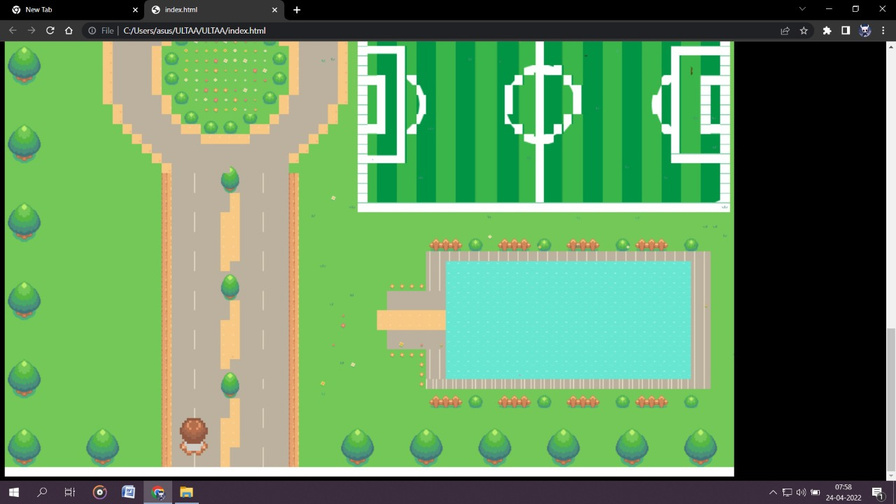 New Tab
index.html
File
C:/Users/asus/ULTAA/ULTAA/index.html
07:58
24-04-2022